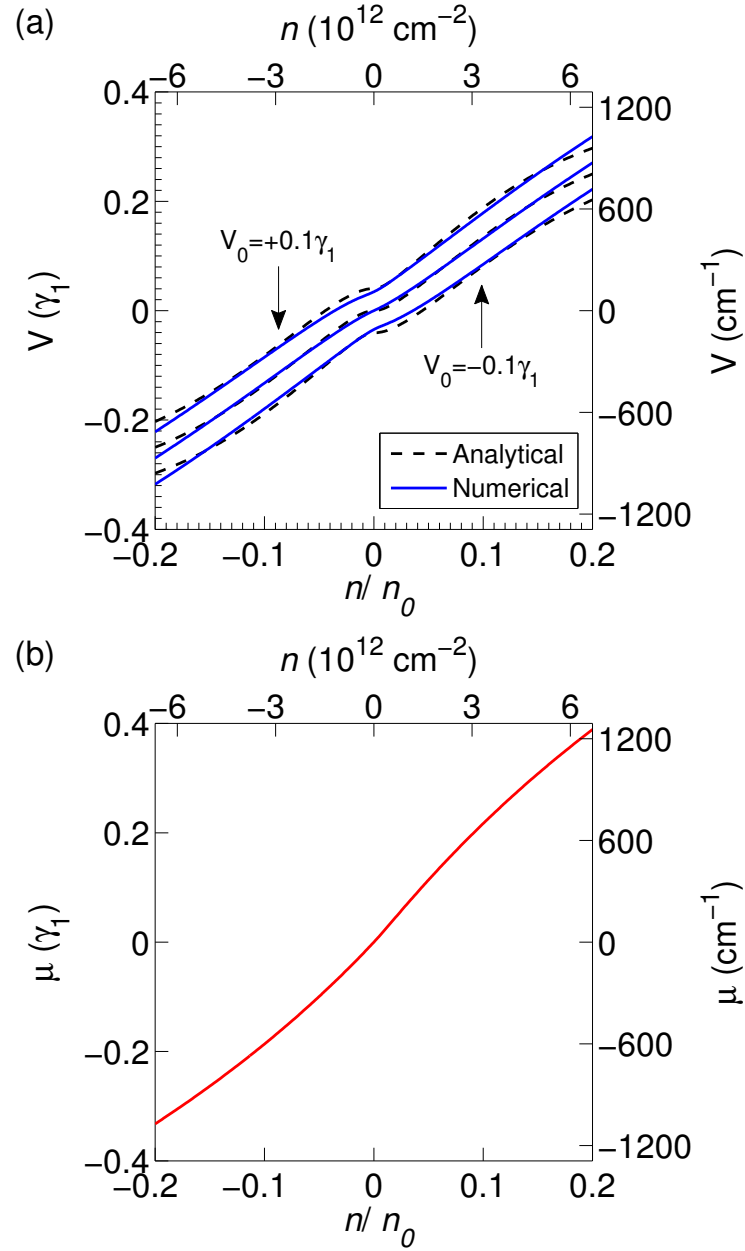 (a)
n (10¹² cm⁻²)
−6 −3 0 3 6
0.4
0.2
0
−0.2
−0.4
V (γ₁)
1200
600
0
−600
−1200
V (cm⁻¹)
V₀=+0.1γ₁
V₀=−0.1γ₁
Analytical
Numerical
−0.2 −0.1 0 0.1 0.2
n/ n₀
(b)
n (10¹² cm⁻²)
−6 −3 0 3 6
0.4
0.2
0
−0.2
−0.4
μ (γ₁)
1200
600
0
−600
−1200
μ (cm⁻¹)
−0.2 −0.1 0 0.1 0.2
n/ n₀